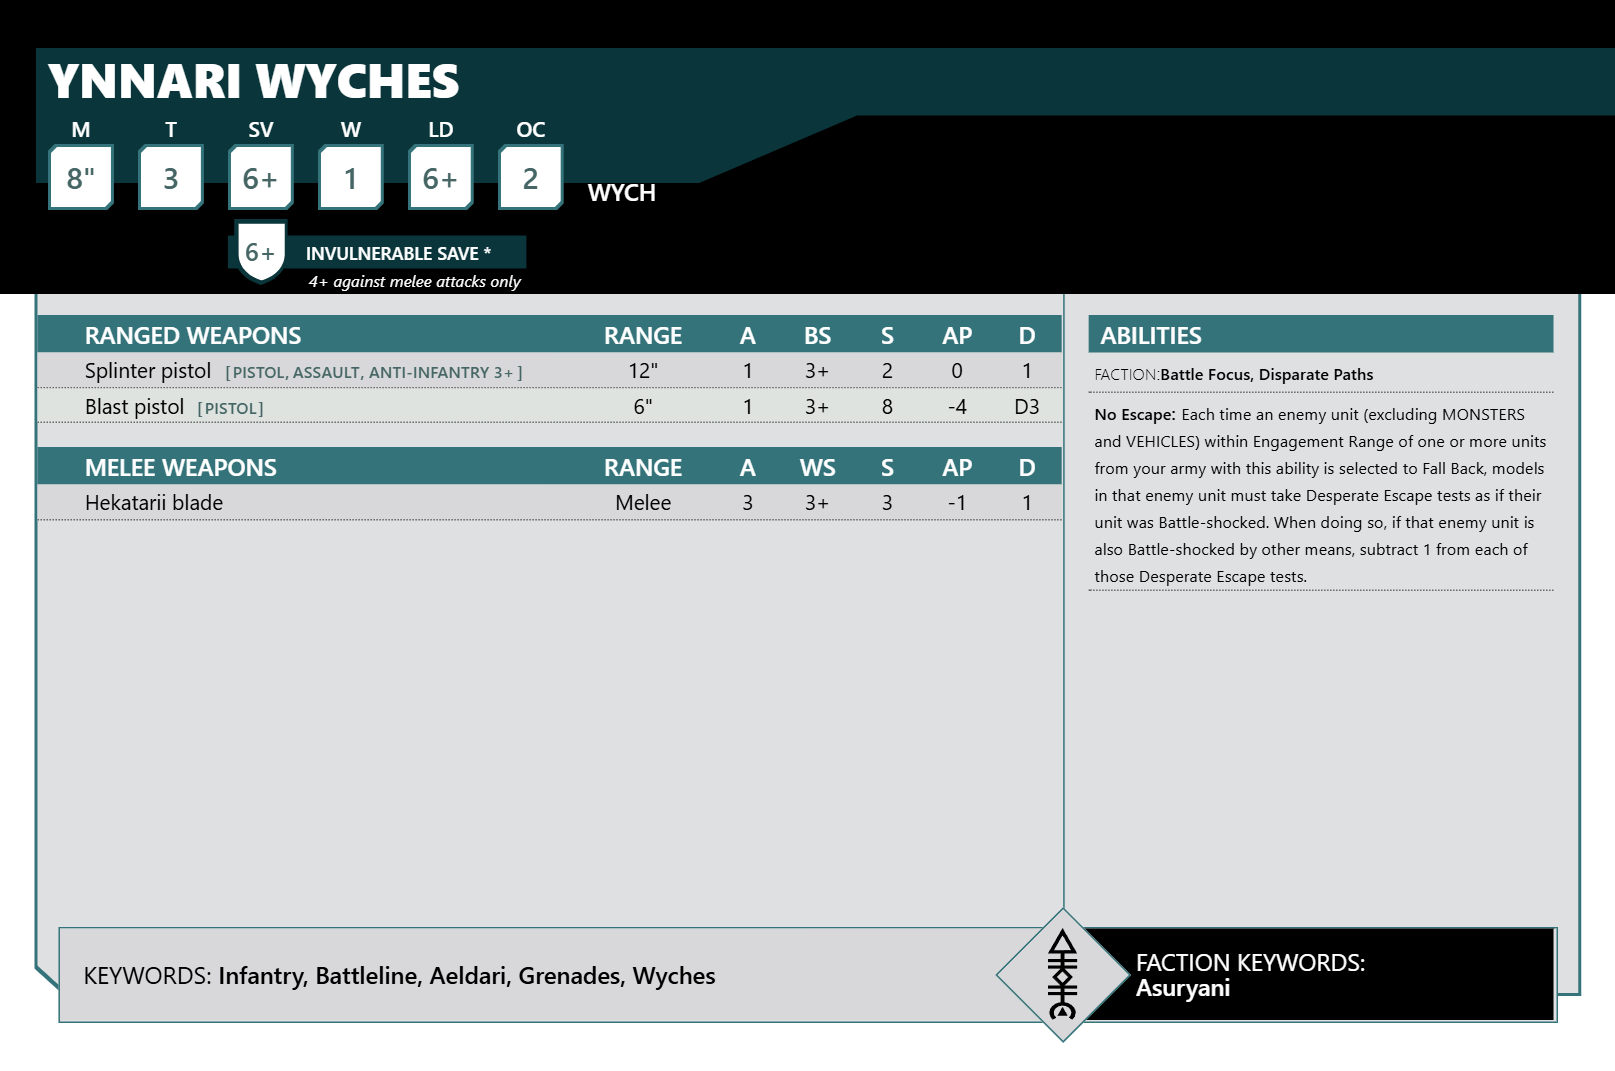 YNNARI WYCHES
M T SV W LD OC
8" 3 6+ 1 6+ 2 WYCH
6+ INVULNERABLE SAVE *
4+ against melee attacks only
RANGED WEAPONS RANGE A BS S AP D
Splinter pistol [PISTOL, ASSAULT, ANTI-INFANTRY 3+ ] 12" 1 3+ 2 0 1
Blast pistol [PISTOL] 6" 1 3+ 8 -4 D3
MELEE WEAPONS RANGE A WS S AP D
Hekatarii blade Melee 3 3+ 3 -1 1
ABILITIES
FACTION:Battle Focus, Disparate Paths
No Escape: Each time an enemy unit (excluding MONSTERS
and VEHICLES) within Engagement Range of one or more units
from your army with this ability is selected to Fall Back, models
in that enemy unit must take Desperate Escape tests as if their
unit was Battle-shocked. When doing so, if that enemy unit is
also Battle-shocked by other means, subtract 1 from each of
those Desperate Escape tests.
KEYWORDS: Infantry, Battleline, Aeldari, Grenades, Wyches
FACTION KEYWORDS:
Asuryani